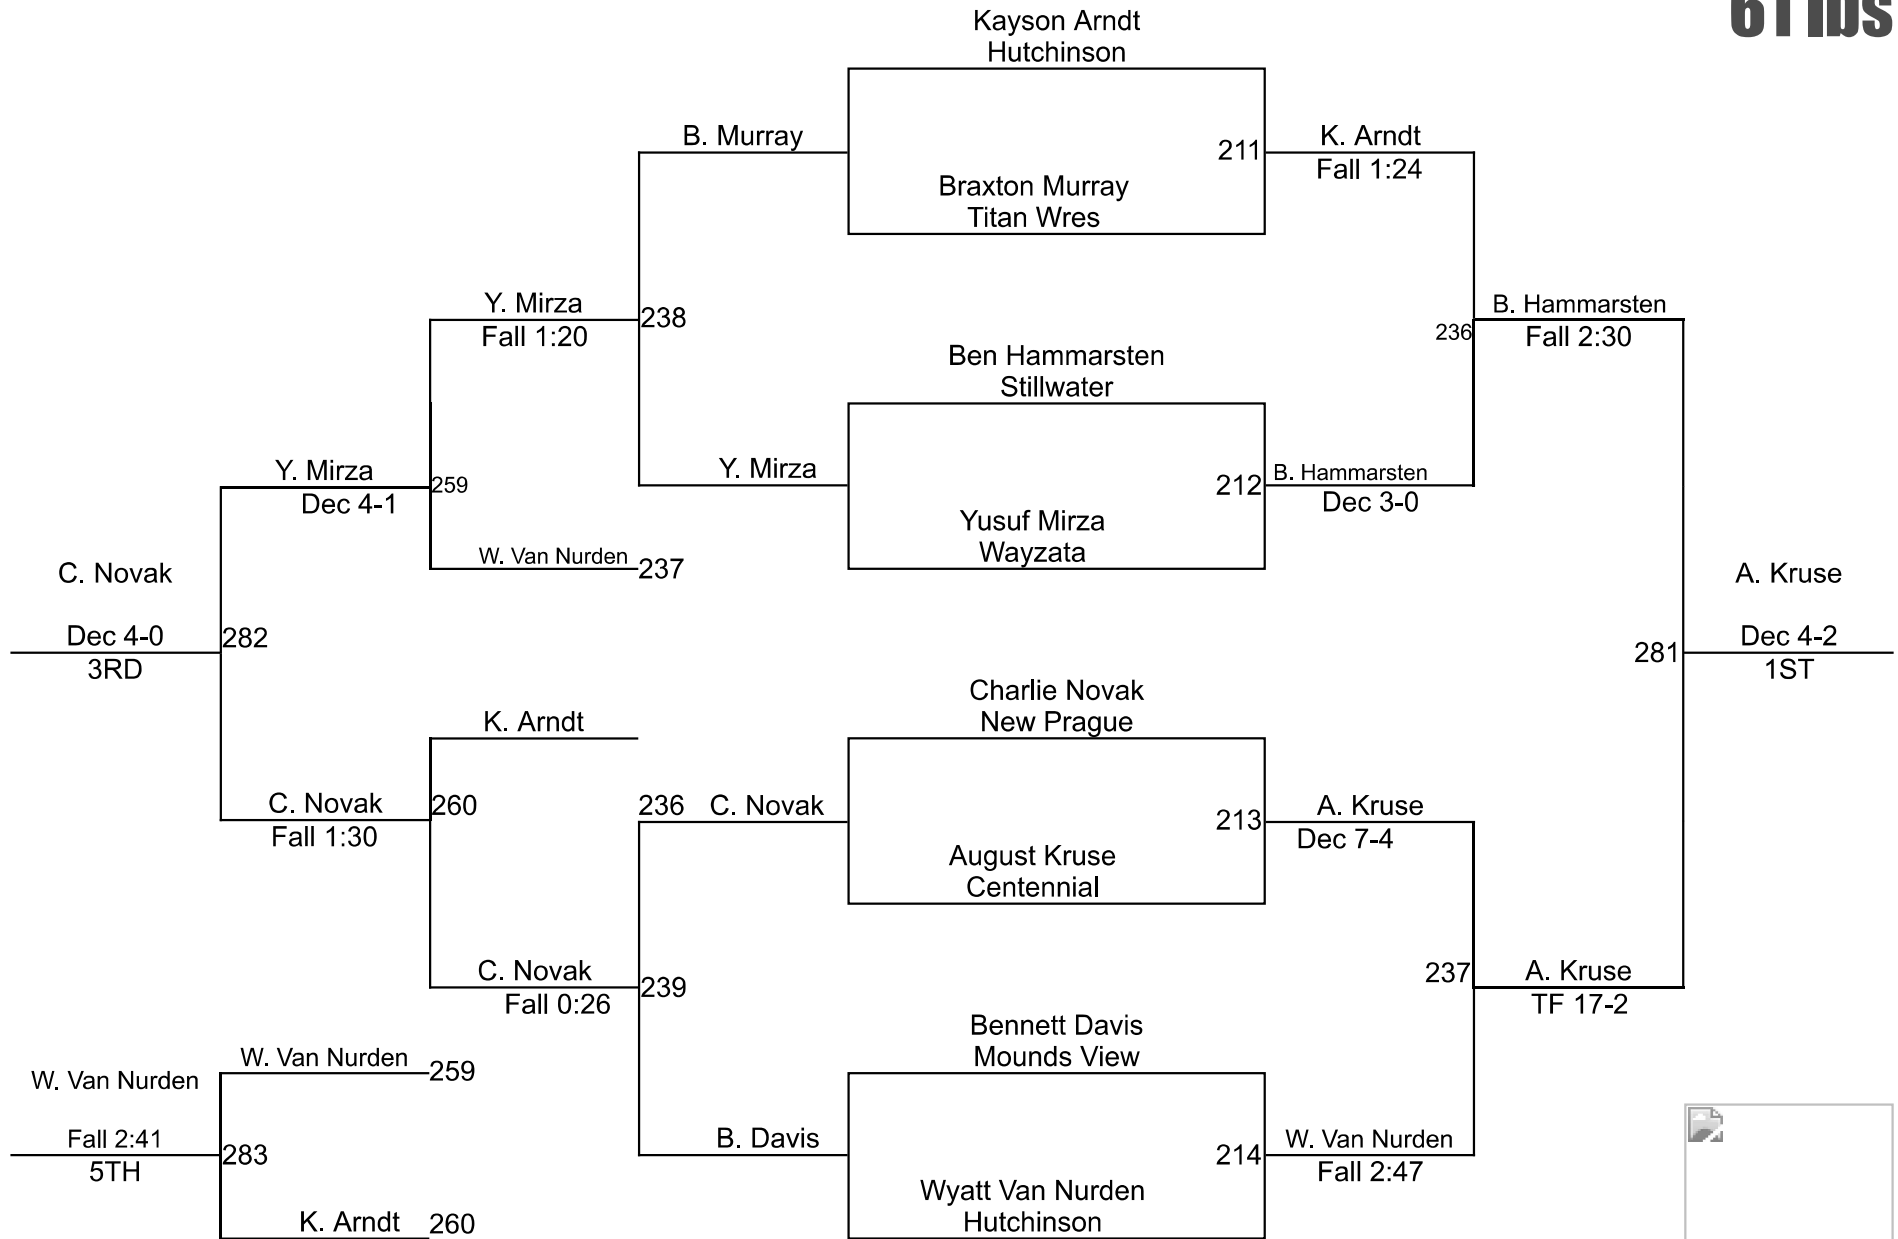 61 lbs
Kayson Arndt
Hutchinson
B. Murray
211
K. Arndt
Fall 1:24
Braxton Murray
Titan Wres
Y. Mirza
Fall 1:20
238
B. Hammarsten
Fall 2:30
236
Ben Hammarsten
Stillwater
Y. Mirza
Dec 4-1
259
Y. Mirza
212
B. Hammarsten
Dec 3-0
Yusuf Mirza
Wayzata
W. Van Nurden
237
C. Novak
Dec 4-0
3RD
282
A. Kruse
Dec 4-2
1ST
281
Charlie Novak
New Prague
K. Arndt
C. Novak
Fall 1:30
260
236
C. Novak
213
A. Kruse
Dec 7-4
August Kruse
Centennial
C. Novak
Fall 0:26
239
237
A. Kruse
TF 17-2
Bennett Davis
Mounds View
W. Van Nurden
259
W. Van Nurden
Fall 2:41
5TH
283
B. Davis
214
W. Van Nurden
Fall 2:47
Wyatt Van Nurden
Hutchinson
K. Arndt
260